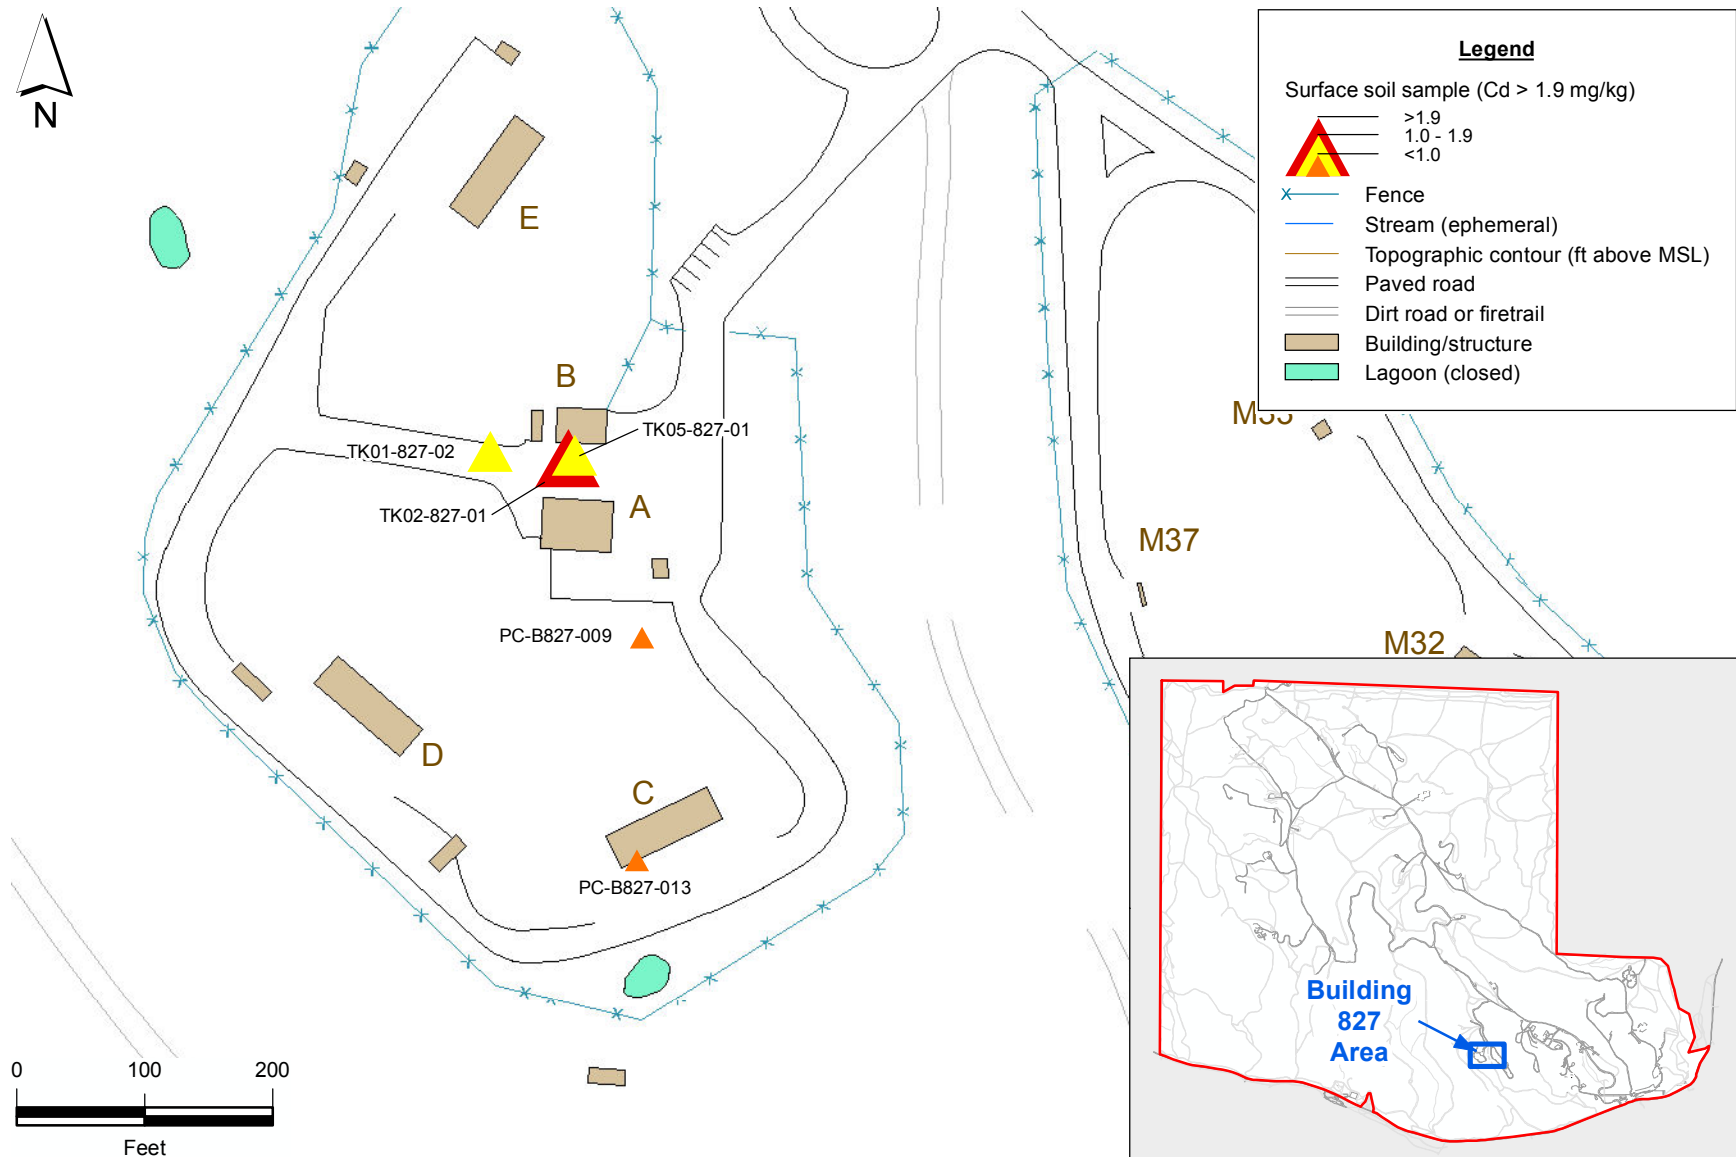 N
Legend
Surface soil sample (Cd > 1.9 mg/kg)
>1.9
1.0 - 1.9
<1.0
Fence
Stream (ephemeral)
Topographic contour (ft above MSL)
Paved road
Dirt road or firetrail
Building/structure
Lagoon (closed)
E
B
TK05-827-01
TK01-827-02
TK02-827-01
A
M37
PC-B827-009
M32
D
C
PC-B827-013
Building
827
Area
0 100 200
Feet